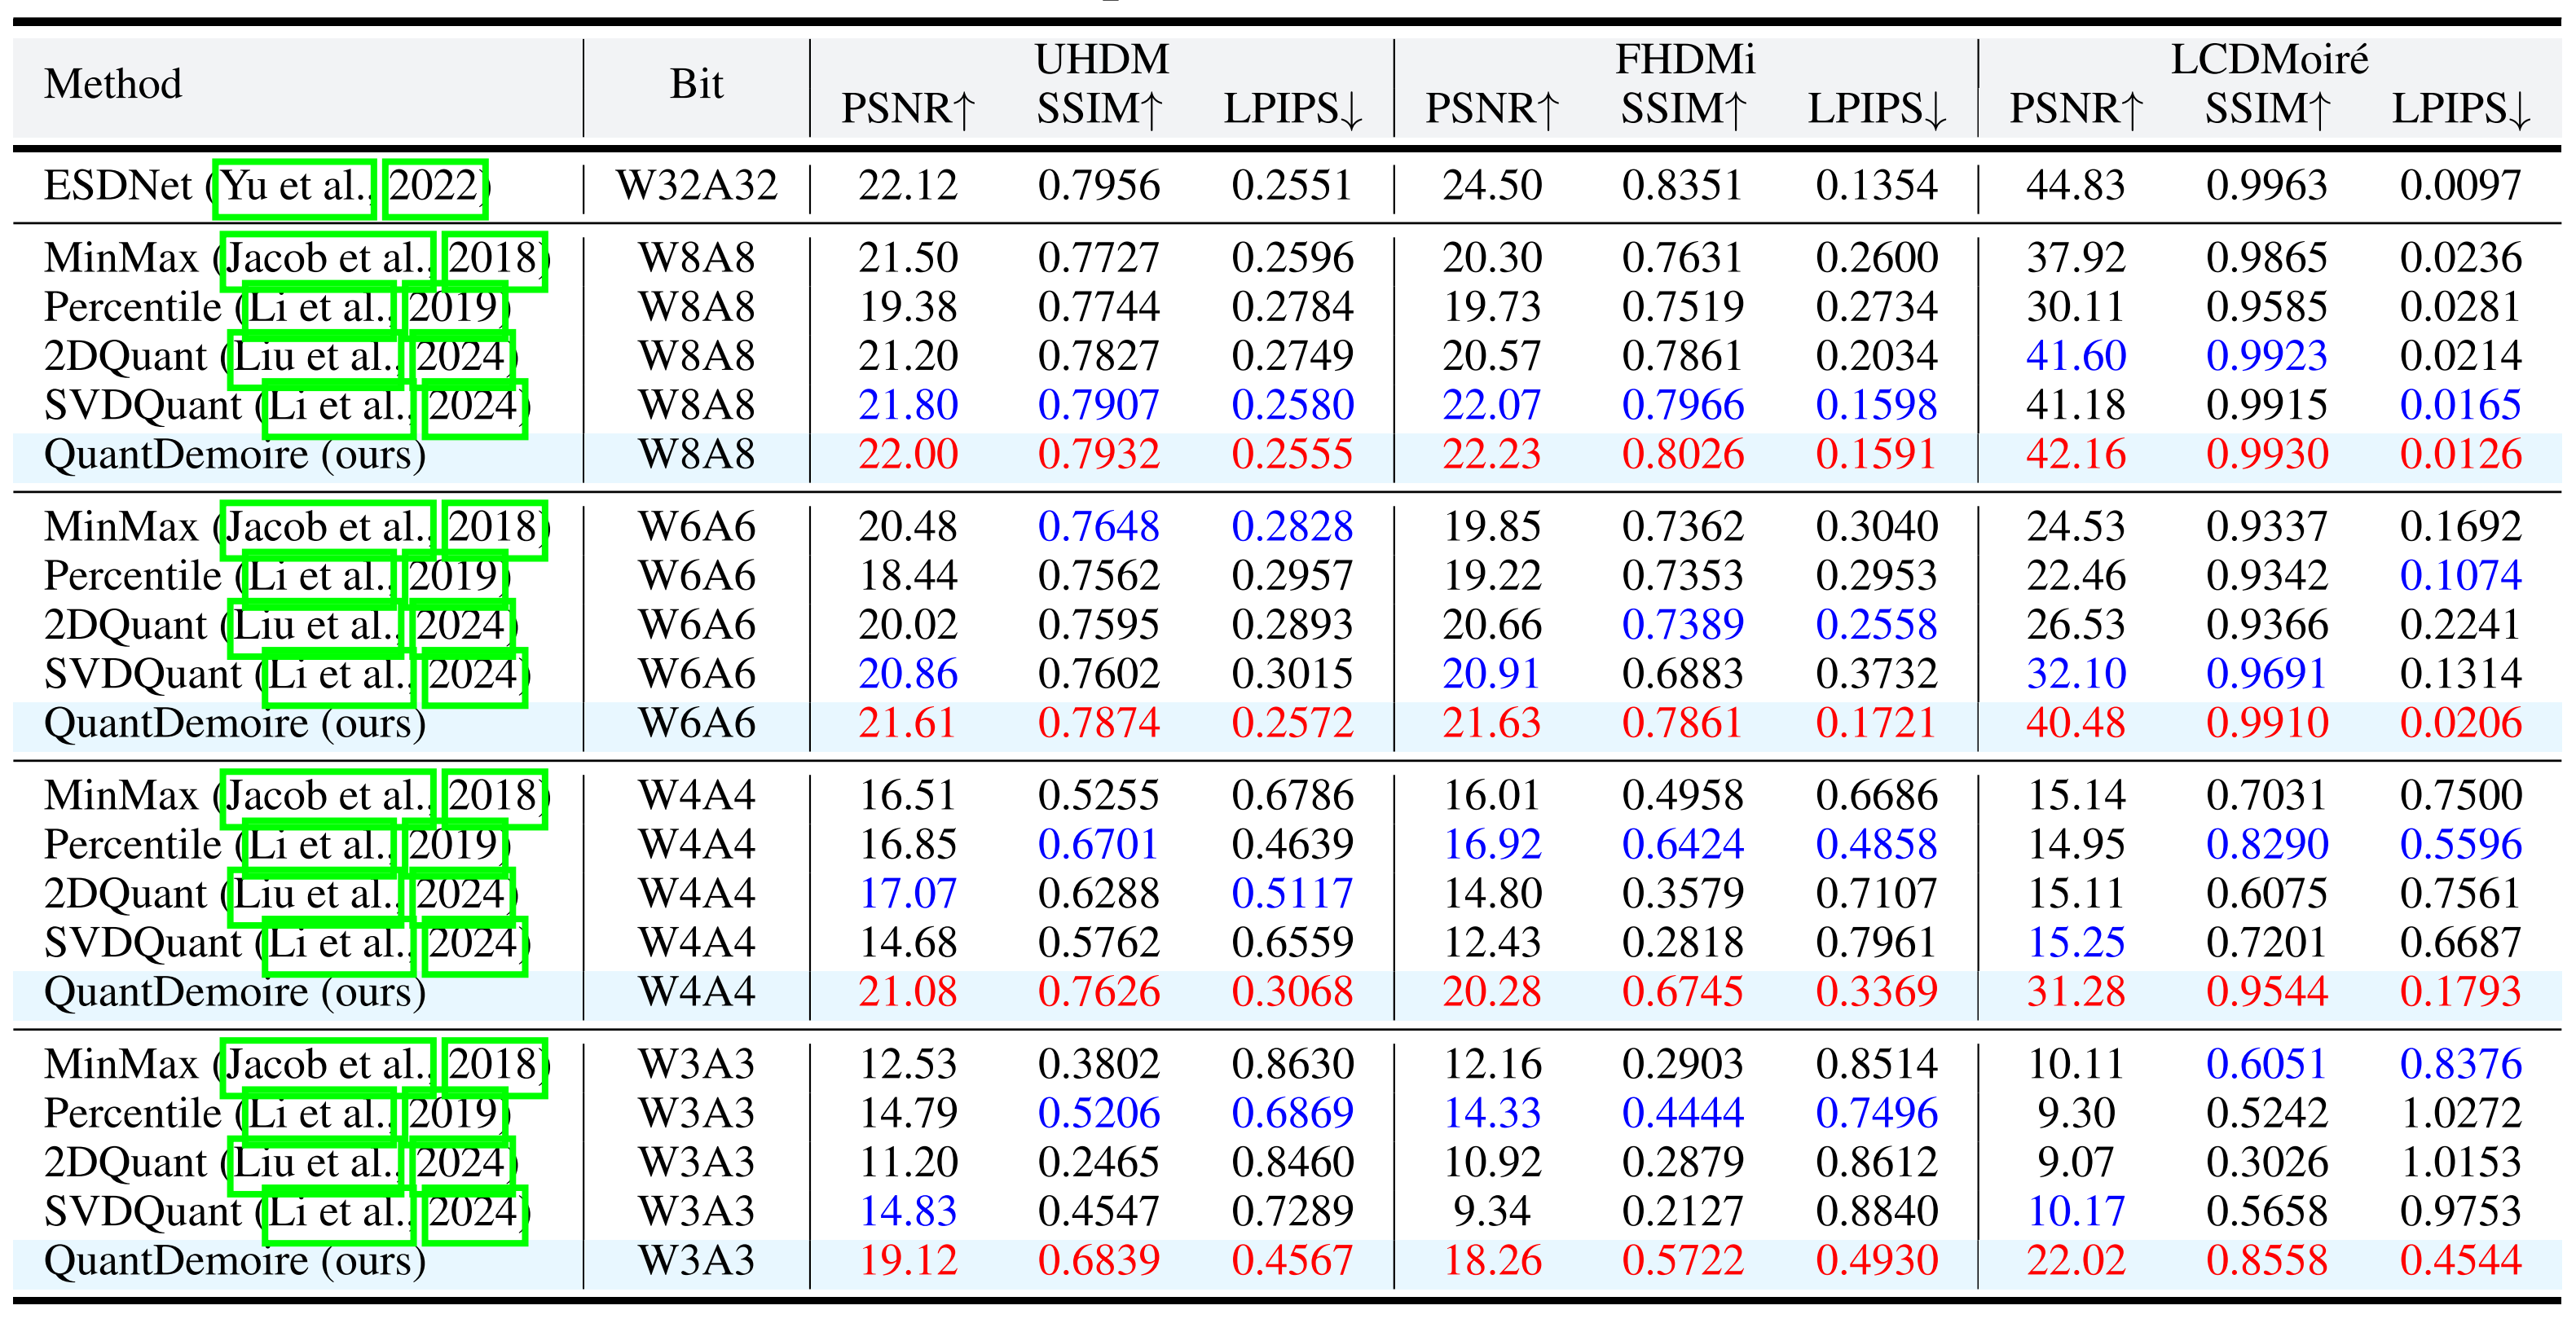 UHDM FHDMi LCDMoiré
Method Bit
PSNR↑ SSIM↑ LPIPS↓ PSNR↑ SSIM↑ LPIPS↓ PSNR↑ SSIM↑ LPIPS↓
ESDNet (Yu et al., 2022) W32A32 22.12 0.7956 0.2551 24.50 0.8351 0.1354 44.83 0.9963 0.0097
MinMax (Jacob et al., 2018) W8A8 21.50 0.7727 0.2596 20.30 0.7631 0.2600 37.92 0.9865 0.0236
Percentile (Li et al., 2019) W8A8 19.38 0.7744 0.2784 19.73 0.7519 0.2734 30.11 0.9585 0.0281
2DQuant (Liu et al., 2024) W8A8 21.20 0.7827 0.2749 20.57 0.7861 0.2034 41.60 0.9923 0.0214
SVDQuant (Li et al., 2024) W8A8 21.80 0.7907 0.2580 22.07 0.7966 0.1598 41.18 0.9915 0.0165
QuantDemoire (ours) W8A8 22.00 0.7932 0.2555 22.23 0.8026 0.1591 42.16 0.9930 0.0126
MinMax (Jacob et al., 2018) W6A6 20.48 0.7648 0.2828 19.85 0.7362 0.3040 24.53 0.9337 0.1692
Percentile (Li et al., 2019) W6A6 18.44 0.7562 0.2957 19.22 0.7353 0.2953 22.46 0.9342 0.1074
2DQuant (Liu et al., 2024) W6A6 20.02 0.7595 0.2893 20.66 0.7389 0.2558 26.53 0.9366 0.2241
SVDQuant (Li et al., 2024) W6A6 20.86 0.7602 0.3015 20.91 0.6883 0.3732 32.10 0.9691 0.1314
QuantDemoire (ours) W6A6 21.61 0.7874 0.2572 21.63 0.7861 0.1721 40.48 0.9910 0.0206
MinMax (Jacob et al., 2018) W4A4 16.51 0.5255 0.6786 16.01 0.4958 0.6686 15.14 0.7031 0.7500
Percentile (Li et al., 2019) W4A4 16.85 0.6701 0.4639 16.92 0.6424 0.4858 14.95 0.8290 0.5596
2DQuant (Liu et al., 2024) W4A4 17.07 0.6288 0.5117 14.80 0.3579 0.7107 15.11 0.6075 0.7561
SVDQuant (Li et al., 2024) W4A4 14.68 0.5762 0.6559 12.43 0.2818 0.7961 15.25 0.7201 0.6687
QuantDemoire (ours) W4A4 21.08 0.7626 0.3068 20.28 0.6745 0.3369 31.28 0.9544 0.1793
MinMax (Jacob et al., 2018) W3A3 12.53 0.3802 0.8630 12.16 0.2903 0.8514 10.11 0.6051 0.8376
Percentile (Li et al., 2019) W3A3 14.79 0.5206 0.6869 14.33 0.4444 0.7496 9.30 0.5242 1.0272
2DQuant (Liu et al., 2024) W3A3 11.20 0.2465 0.8460 10.92 0.2879 0.8612 9.07 0.3026 1.0153
SVDQuant (Li et al., 2024) W3A3 14.83 0.4547 0.7289 9.34 0.2127 0.8840 10.17 0.5658 0.9753
QuantDemoire (ours) W3A3 19.12 0.6839 0.4567 18.26 0.5722 0.4930 22.02 0.8558 0.4544